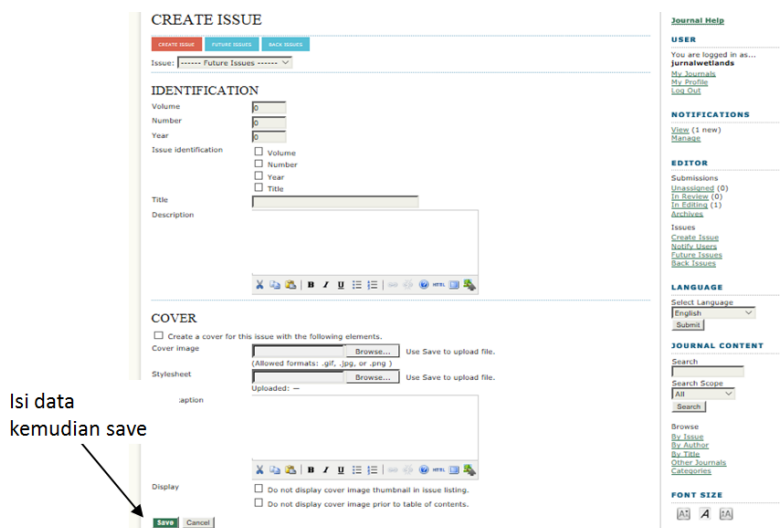 CREATE ISSUE
CREATE ISSUE FUTURE ISSUES BACK ISSUES
Issue: ------ Future Issues ------
IDENTIFICATION
Volume 0
Number 0
Year 0
Issue identification
Volume
Number
Year
Title
Title
Description
B I U HTML
COVER
Create a cover for this issue with the following elements.
Cover image Browse... Use Save to upload file.
(Allowed formats: .gif, .jpg, or .png )
Stylesheet Browse... Use Save to upload file.
Uploaded: —
aption
B I U HTML
Display
Do not display cover image thumbnail in issue listing.
Do not display cover image prior to table of contents.
Save Cancel
Isi data
kemudian save
Journal Help
USER
You are logged in as...
jurnalwetlands
My Journals
My Profile
Log Out
NOTIFICATIONS
View (1 new)
Manage
EDITOR
Submissions
Unassigned (0)
In Review (0)
In Editing (1)
Archives
Issues
Create Issue
Notify Users
Future Issues
Back Issues
LANGUAGE
Select Language
English
Submit
JOURNAL CONTENT
Search
Search Scope
All
Search
Browse
By Issue
By Author
By Title
Other Journals
Categories
FONT SIZE
A A A